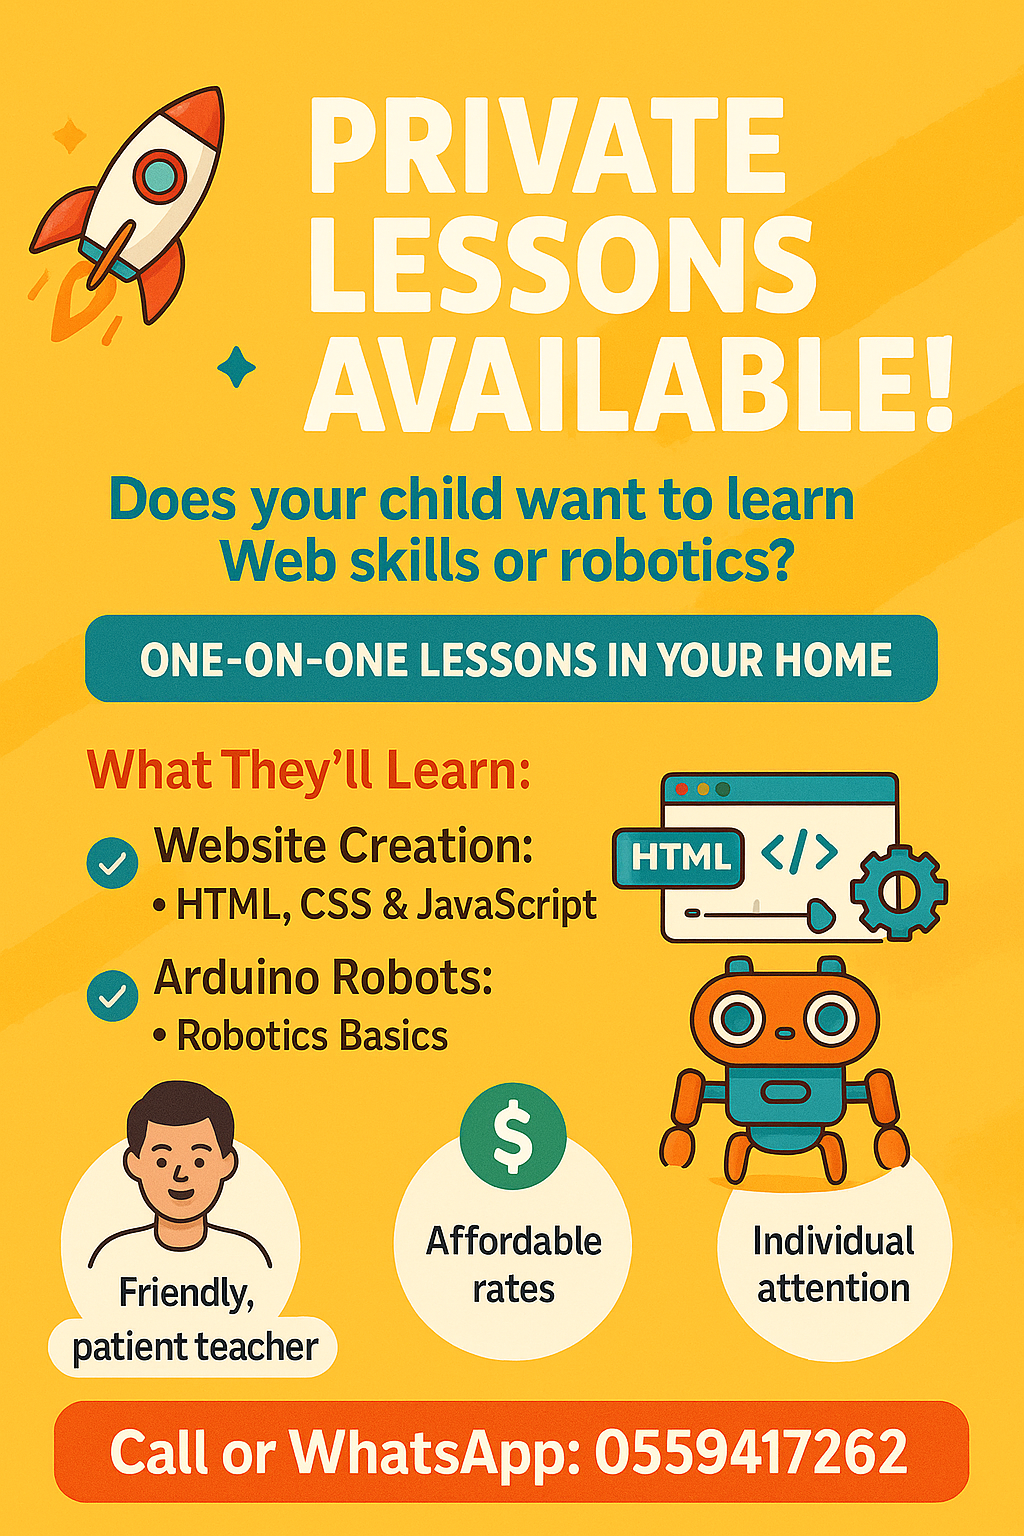 PRIVATE
LESSONS
AVAILABLE!
Does your child want to learn
Web skills or robotics?
ONE-ON-ONE LESSONS IN YOUR HOME
What They'll Learn:
Website Creation:
• HTML, CSS & JavaScript
HTML </>
Arduino Robots:
• Robotics Basics
$
Friendly,
patient teacher
Affordable
rates
Individual
attention
Call or WhatsApp: 0559417262